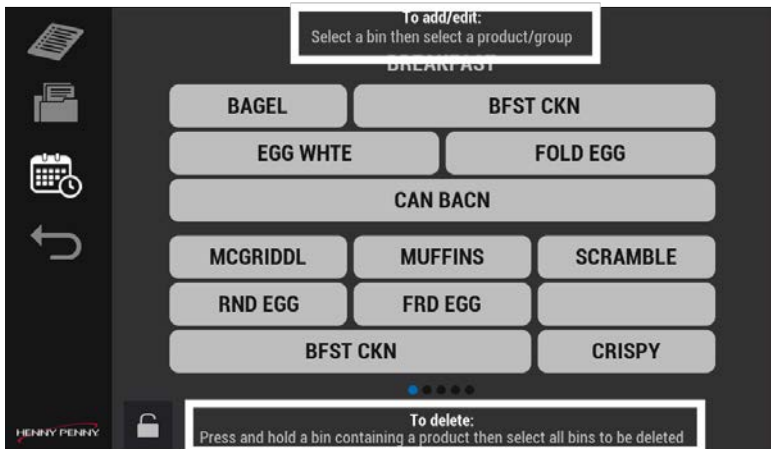 To add/edit:
Select a bin then select a product/group
BREAKFAST
BAGEL
BFST CKN
EGG WHTE
FOLD EGG
CAN BACN
MCGRIDDL
MUFFINS
SCRAMBLE
RND EGG
FRD EGG
BFST CKN
CRISPY
To delete:
Press and hold a bin containing a product then select all bins to be deleted
HENNY PENNY